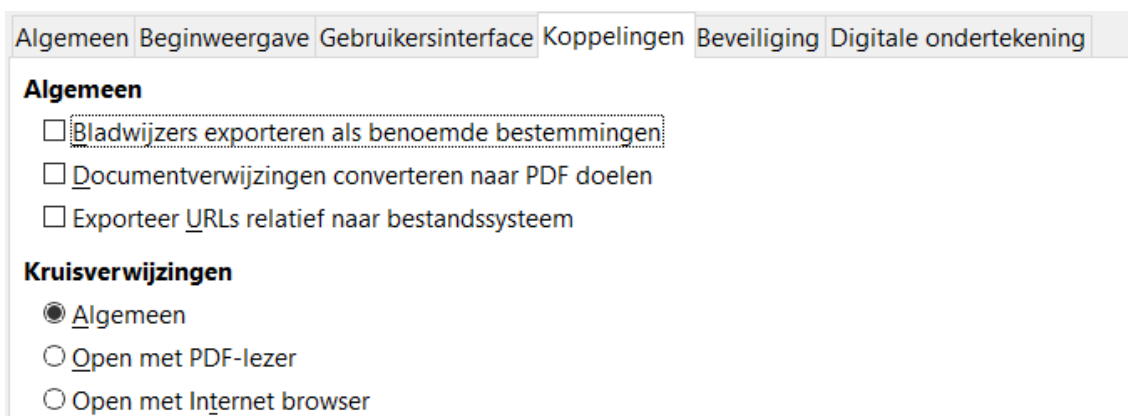 Algemeen Beginweergave Gebruikersinterface Koppelingen Beveiliging Digitale ondertekening
Algemeen
Bladwijzers exporteren als benoemde bestemmingen
Documentverwijzingen converteren naar PDF doelen
Exporteer URLs relatief naar bestandssysteem
Kruisverwijzingen
Algemeen
Open met PDF-lezer
Open met Internet browser